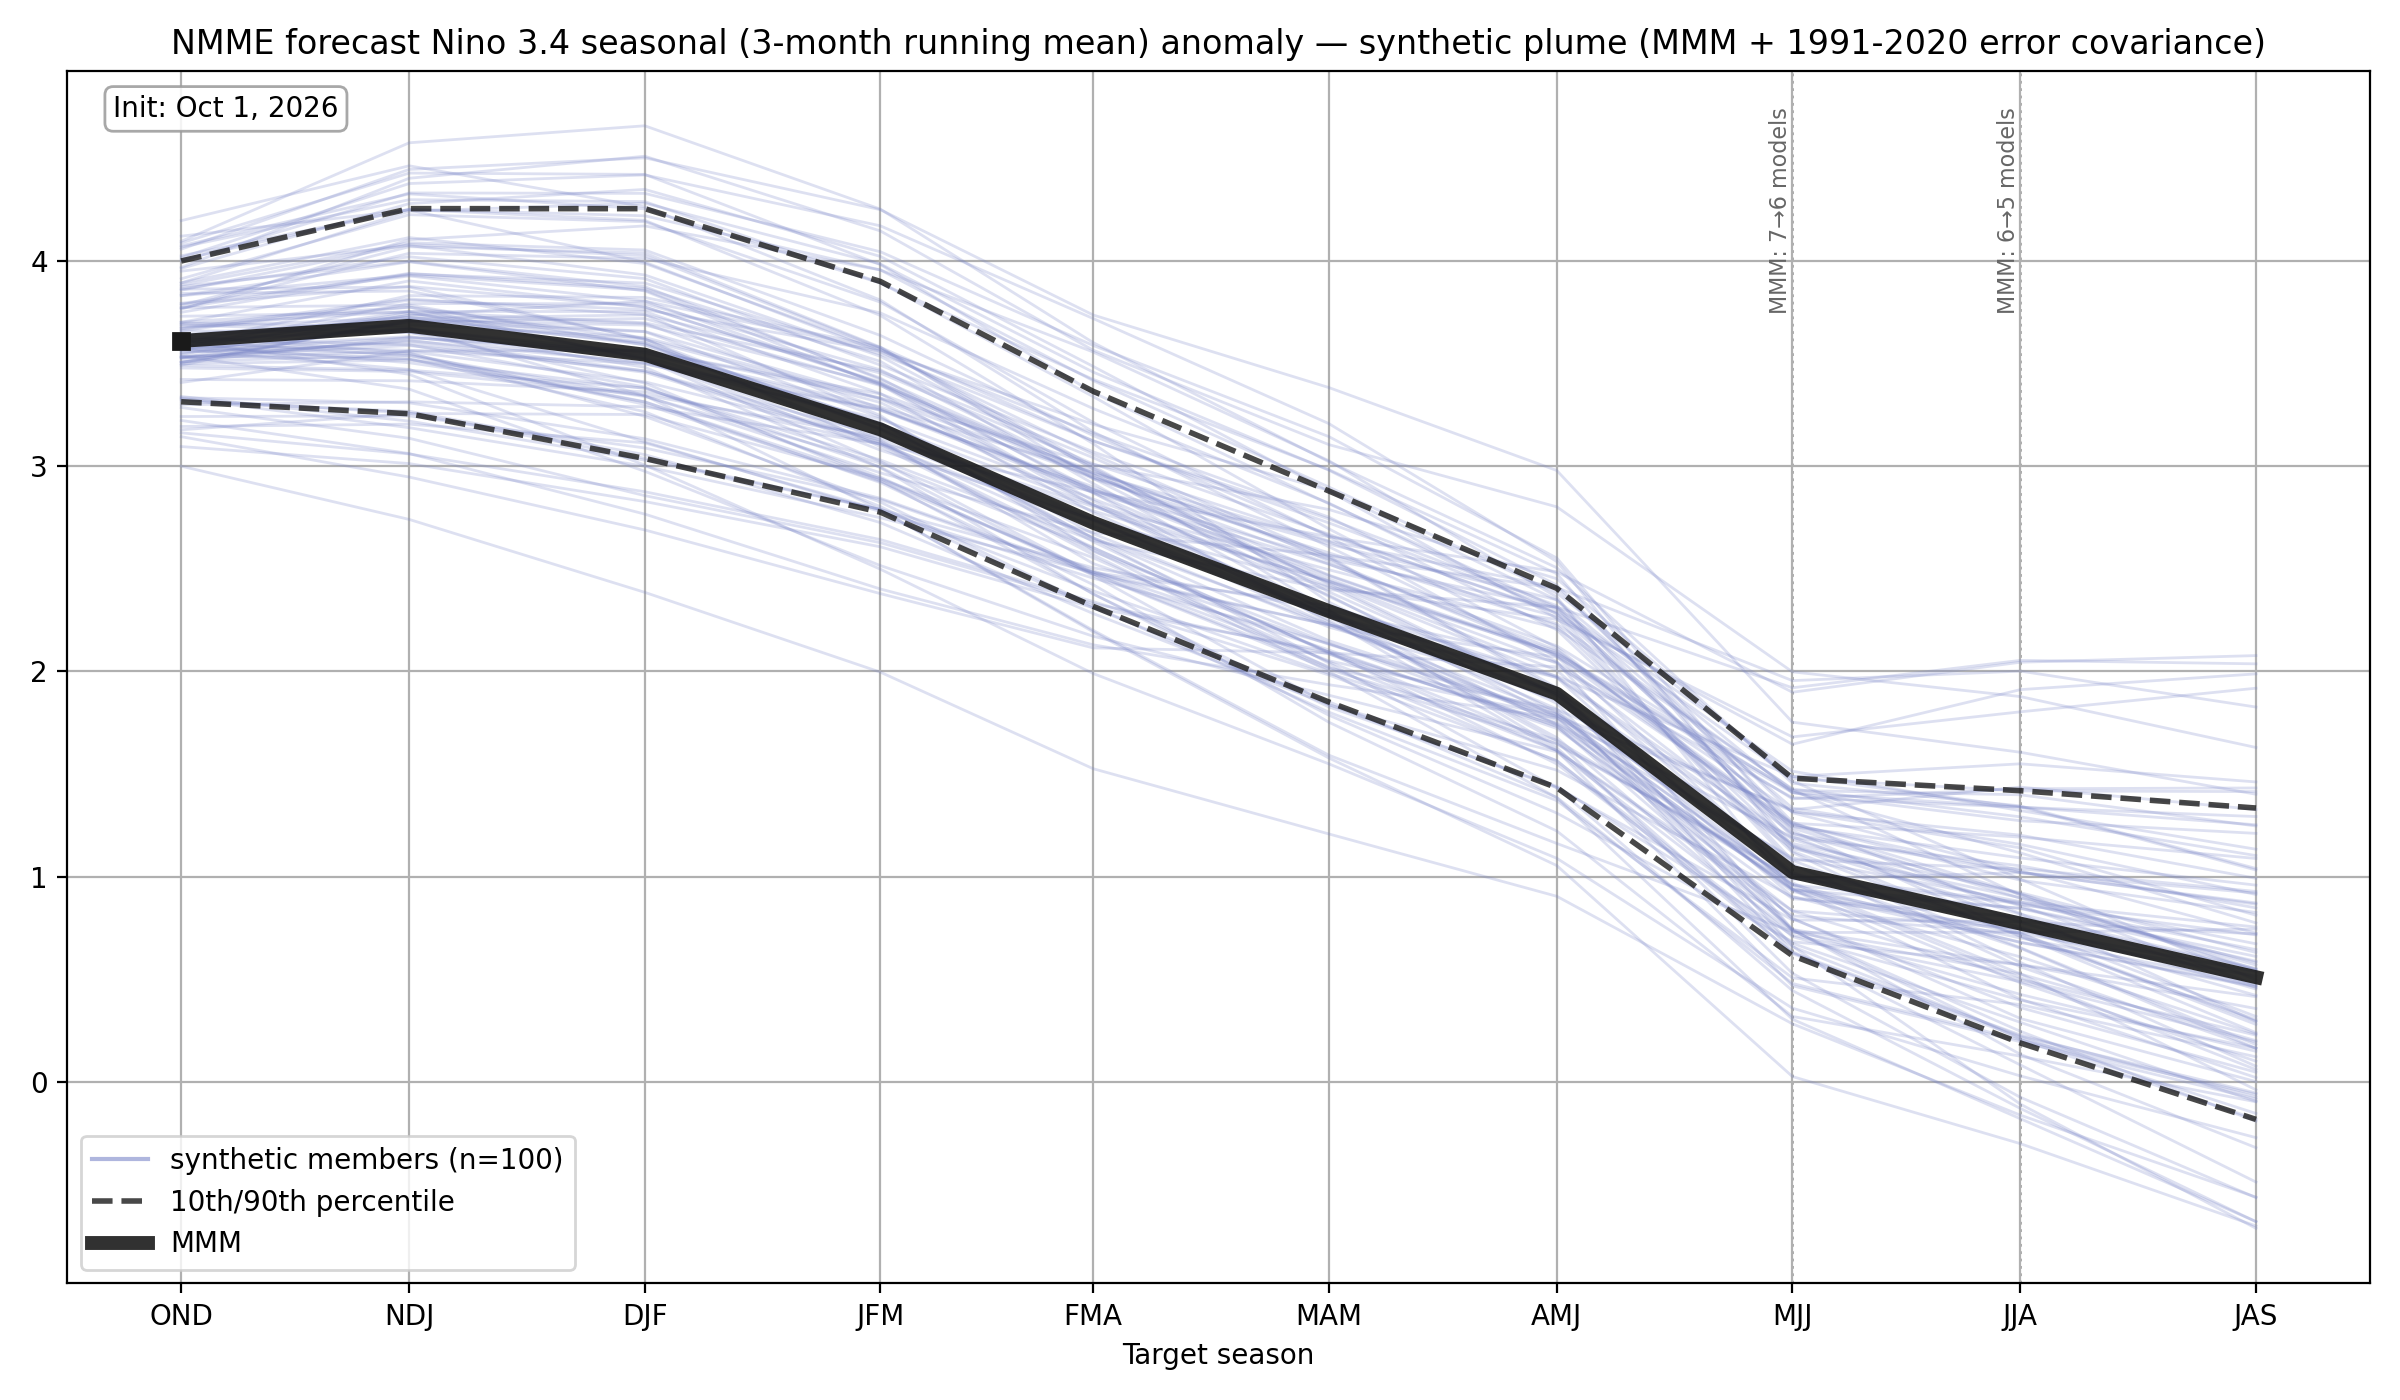 NMME forecast Nino 3.4 seasonal (3-month running mean) anomaly — synthetic plume (MMM + 1991-2020 error covariance)
Init: Oct 1, 2026
MMM: 7→6 models
MMM: 6→5 models
4
3
2
1
0
synthetic members (n=100)
10th/90th percentile
MMM
OND NDJ DJF JFM FMA MAM AMJ MJJ JJA JAS
Target season